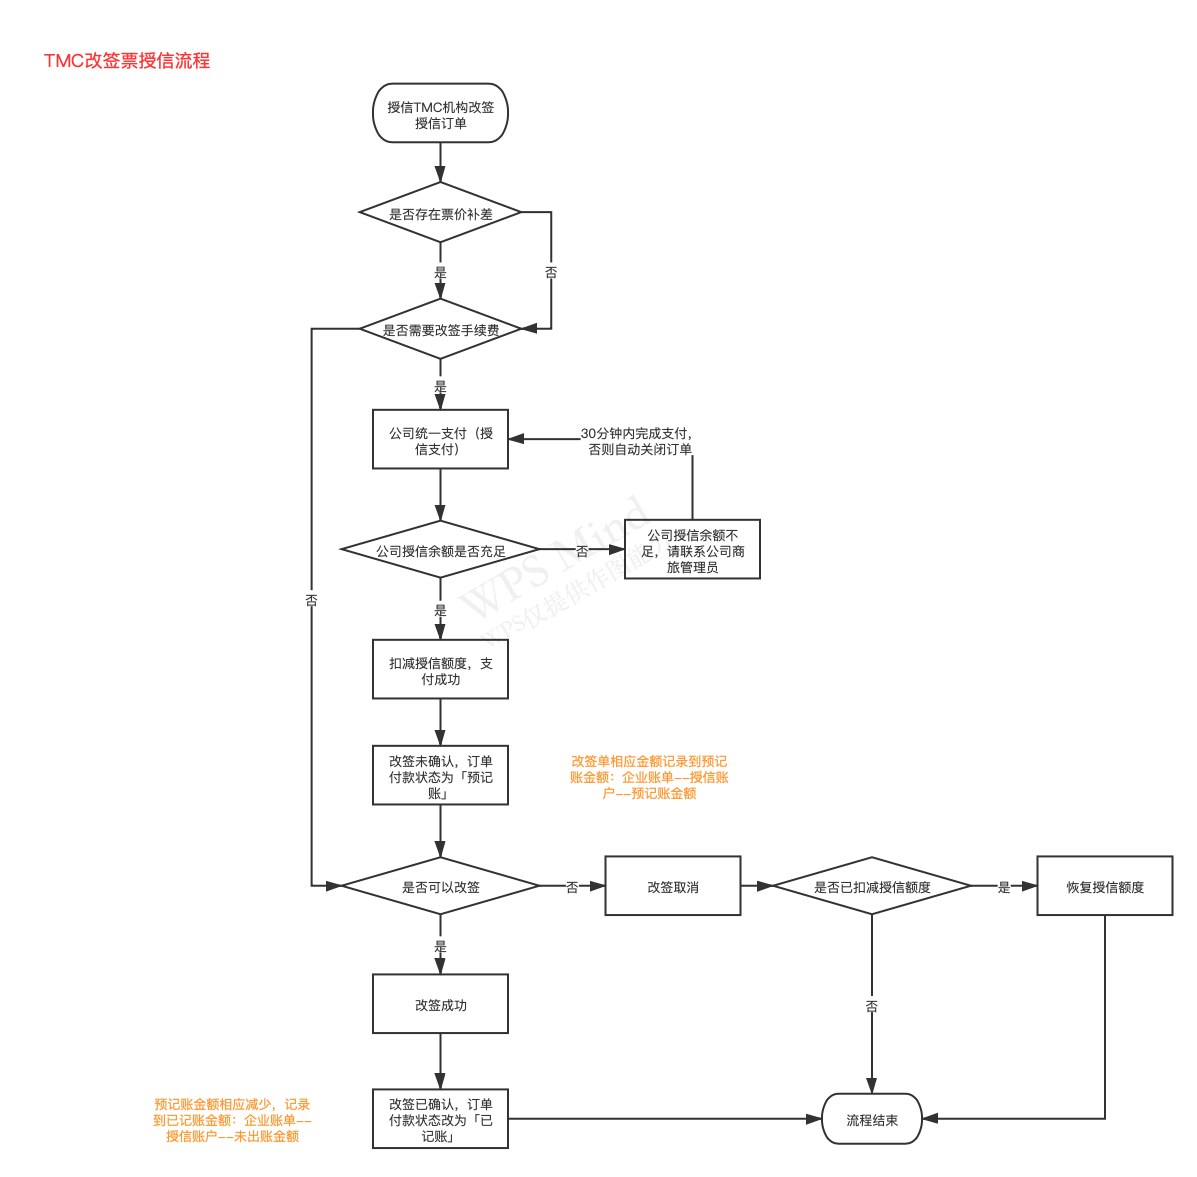 TMC改签票授信流程
授信TMC机构改签
授信订单
是否存在票价补差
是
否
是否需要改签手续费
是
公司统一支付（授
信支付）
30分钟内完成支付，
否则自动关闭订单
公司授信余额是否充足
否
公司授信余额不
足，请联系公司商
旅管理员
WPS Mind
WPS仅提供作图能力
否
是
扣减授信额度，支
付成功
改签未确认，订单
付款状态为「预记
账」
改签单相应金额记录到预记
账金额：企业账单--授信账
户--预记账金额
是否可以改签
否
改签取消
是否已扣减授信额度
是
恢复授信额度
是
改签成功
否
预记账金额相应减少，记录
到已记账金额：企业账单--
授信账户--未出账金额
改签已确认，订单
付款状态改为「已
记账」
流程结束